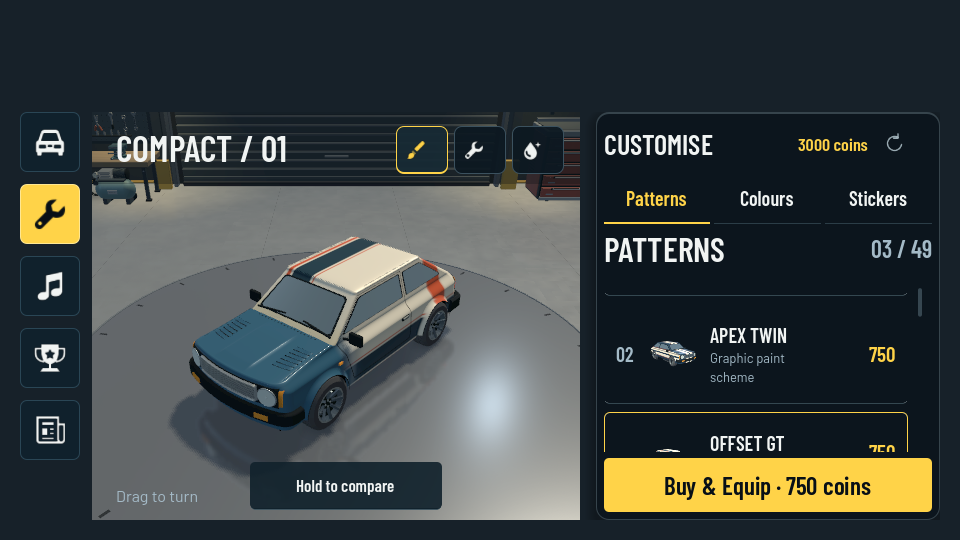 COMPACT / 01
CUSTOMISE
3000 coins
Patterns
Colours
Stickers
PATTERNS
03 / 49
02
APEX TWIN
Graphic paint
scheme
750
OFFSET GT
750
Hold to compare
Drag to turn
Buy & Equip · 750 coins